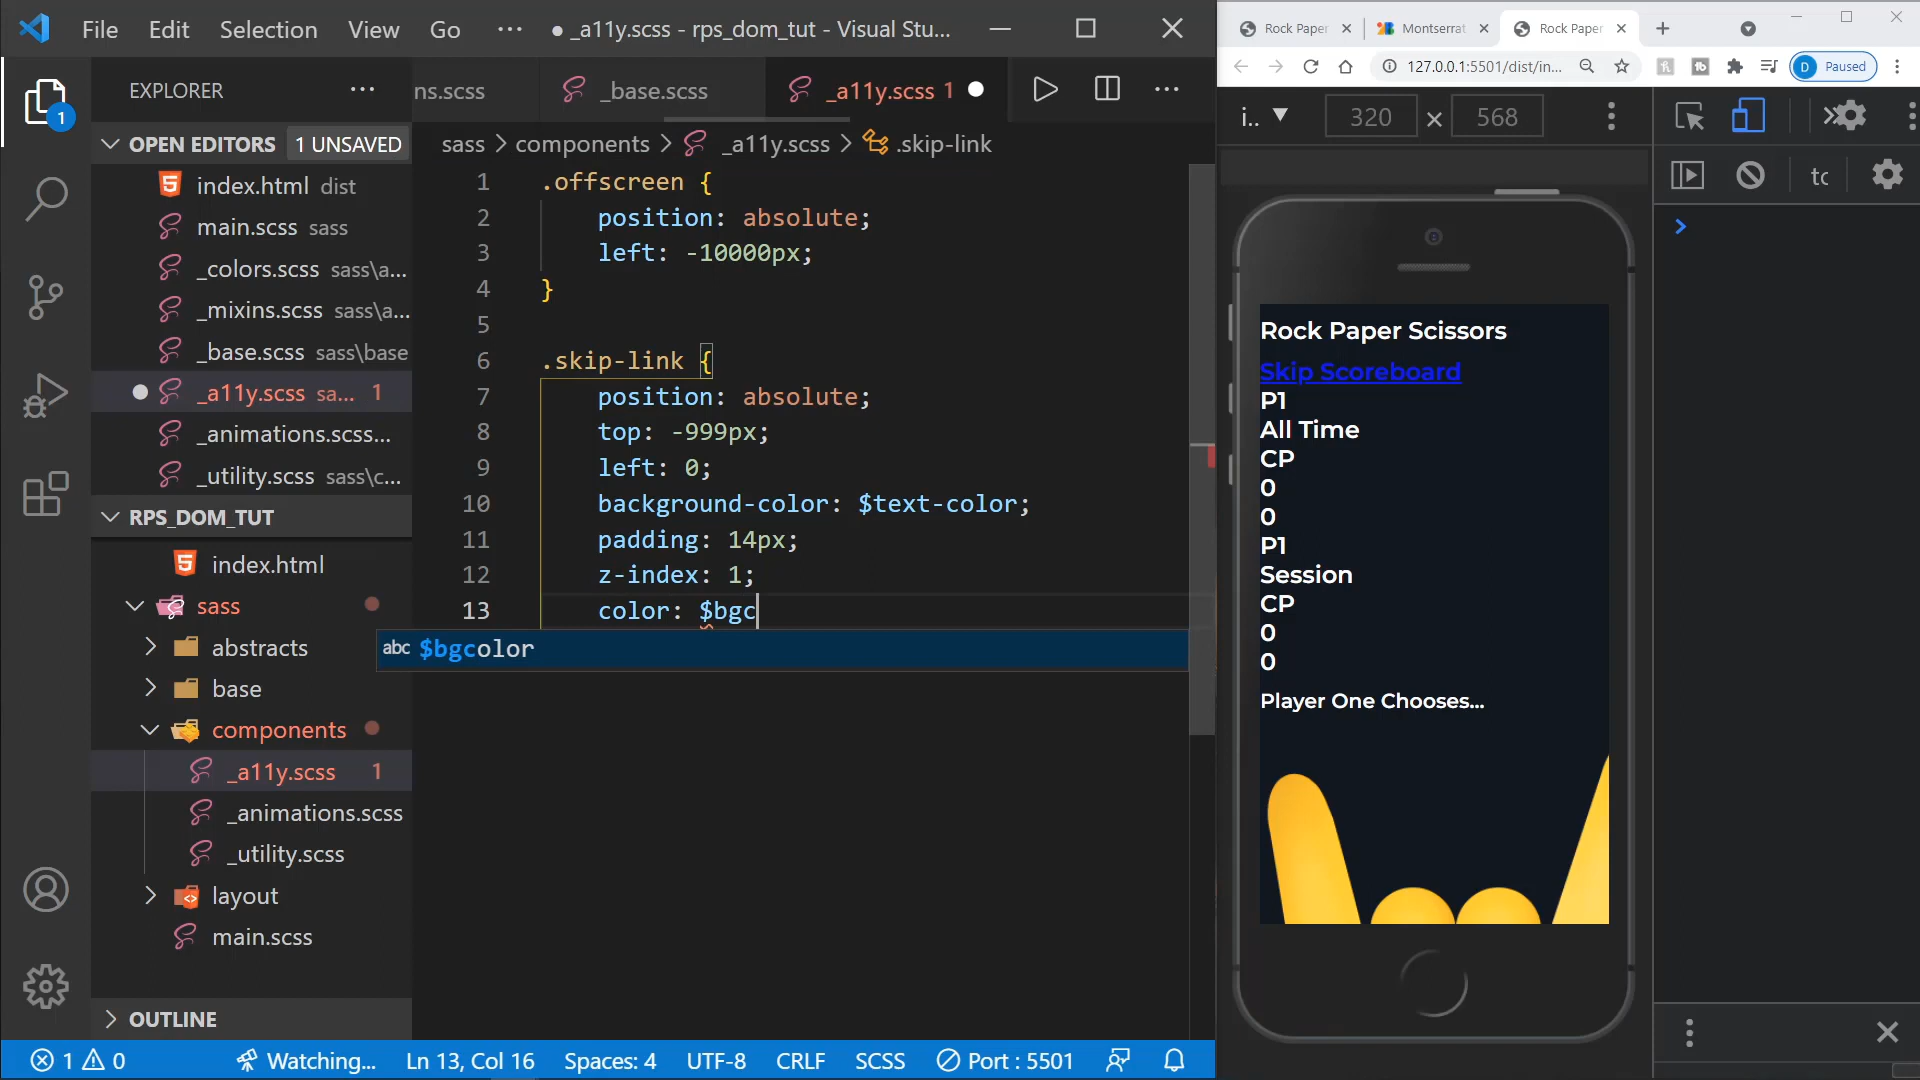 File Edit Selection View Go ··· ● _a11y.scss - rps_dom_tut - Visual Stu...
EXPLORER ···
ns.scss _base.scss _a11y.scss 1
OPEN EDITORS 1 UNSAVED
index.html dist
main.scss sass
_colors.scss sass\a...
_mixins.scss sass\a...
_base.scss sass\base
_a11y.scss sa... 1
_animations.scss...
_utility.scss sass\c...
RPS_DOM_TUT
index.html
sass
abstracts
base
components
_a11y.scss 1
_animations.scss
_utility.scss
layout
main.scss
OUTLINE
1
sass > components > _a11y.scss > .skip-link
1 .offscreen {
2 position: absolute;
3 left: -10000px;
4 }
5
6 .skip-link {
7 position: absolute;
8 top: -999px;
9 left: 0;
10 background-color: $text-color;
11 padding: 14px;
12 z-index: 1;
13 color: $bgc
abc $bgcolor
1 0 Watching... Ln 13, Col 16 Spaces: 4 UTF-8 CRLF SCSS Port : 5501
Rock Paper Montserrat Rock Paper
127.0.0.1:5501/dist/in... D Paused
i.. ▼ 320 × 568
Rock Paper Scissors
Skip Scoreboard
P1
All Time
CP
0
0
P1
Session
CP
0
0
Player One Chooses...